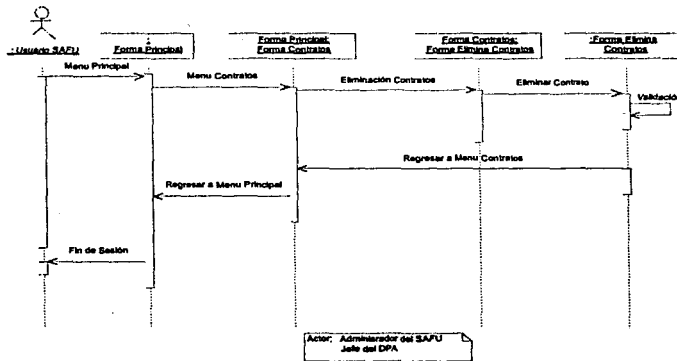 : Usuario SAFU
: Forma Principal
Forma Principal:
Forma Contratos
Forma Contratos:
Forma Elimina Contratos
:Forma Elimina
Contratos
Menu Principal
Menu Contratos
Eliminación Contratos
Eliminar Contrato
Validación
Regresar a Menu Contratos
Regresar a Menu Principal
Fin de Sesión
Actor: Administrador del SAFU
Jefe del DPA